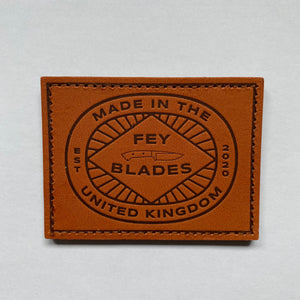 MADE IN THE
FEY
EST
2020
BLADES
UNITED KINGDOM